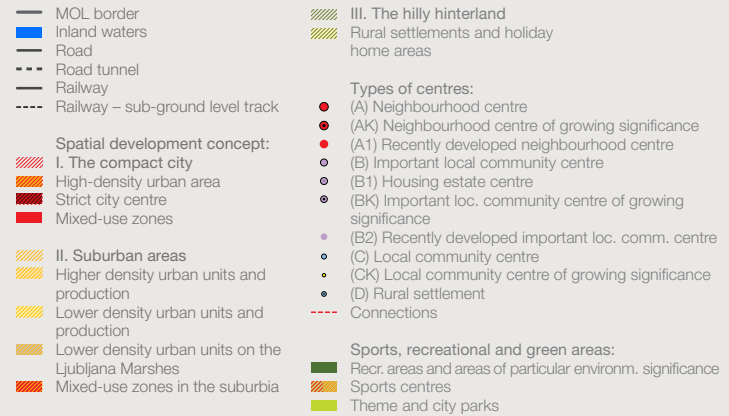 MOL border
Inland waters
Road
Road tunnel
Railway
Railway – sub-ground level track
Spatial development concept:
I. The compact city
High-density urban area
Strict city centre
Mixed-use zones
II. Suburban areas
Higher density urban units and
production
Lower density urban units and
production
Lower density urban units on the
Ljubljana Marshes
Mixed-use zones in the suburbia
III. The hilly hinterland
Rural settlements and holiday
home areas
Types of centres:
(A) Neighbourhood centre
(AK) Neighbourhood centre of growing significance
(A1) Recently developed neighbourhood centre
(B) Important local community centre
(B1) Housing estate centre
(BK) Important loc. community centre of growing
significance
(B2) Recently developed important loc. comm. centre
(C) Local community centre
(CK) Local community centre of growing significance
(D) Rural settlement
Connections
Sports, recreational and green areas:
Recr. areas and areas of particular environm. significance
Sports centres
Theme and city parks